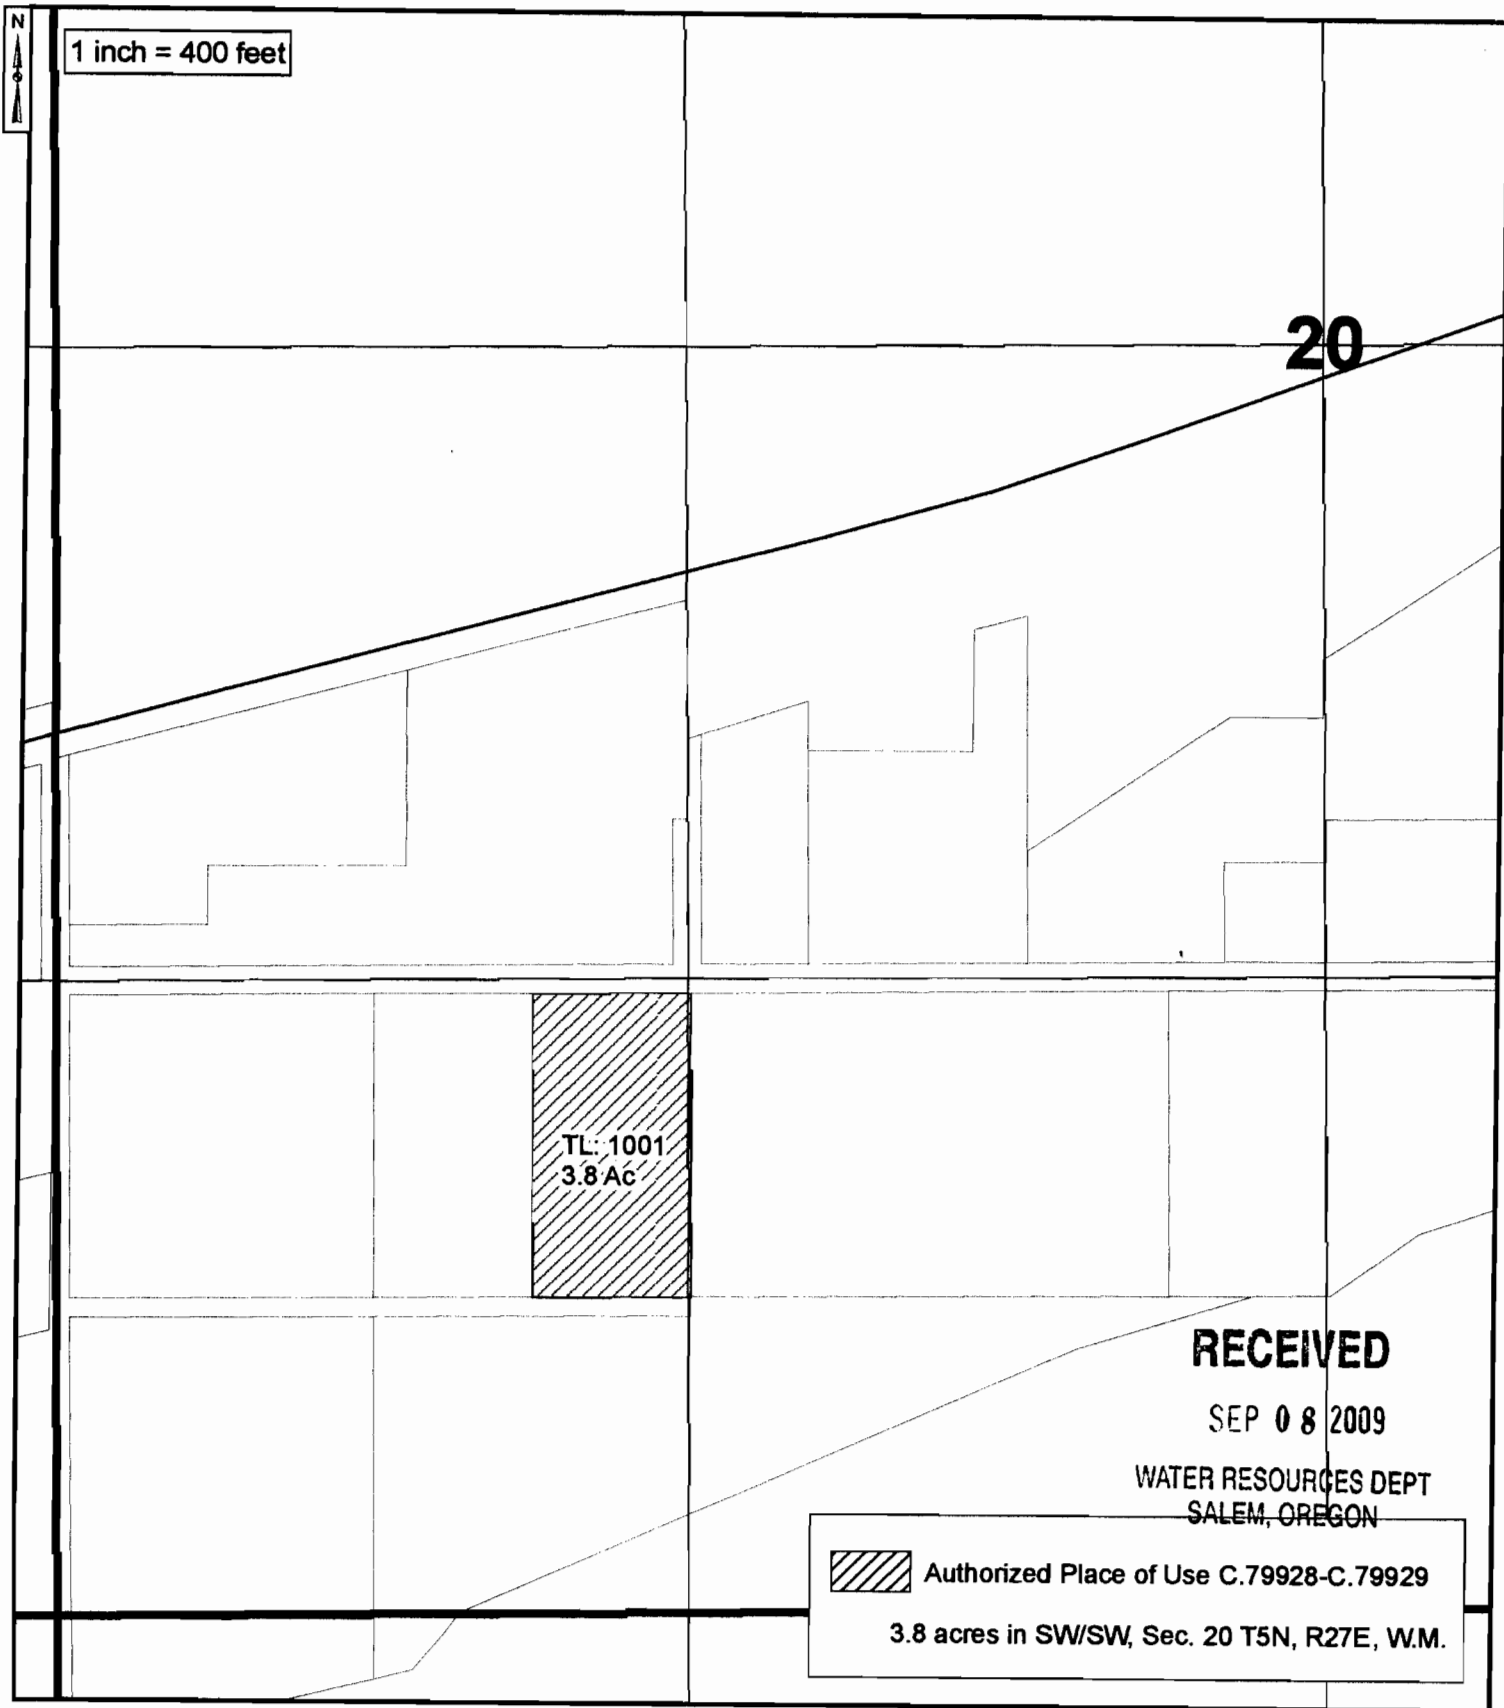 N
1 inch = 400 feet
20
TL: 1001
3.8 Ac
RECEIVED
SEP 08 2009
WATER RESOURCES DEPT
SALEM, OREGON
Authorized Place of Use C.79928-C.79929
3.8 acres in SW/SW, Sec. 20 T5N, R27E, W.M.